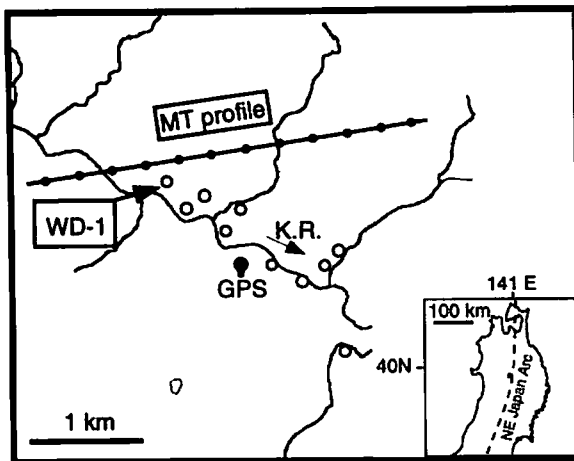 MT profile
WD-1
K.R.
GPS
1 km
141 E
100 km
40N
NE Japan Arc